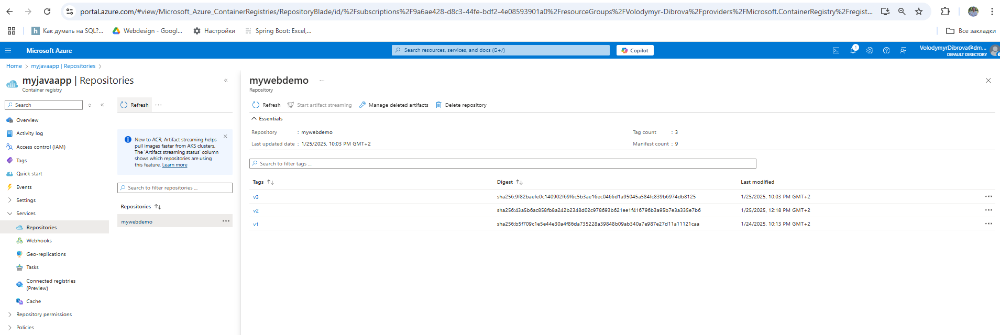 portal.azure.com/#view/Microsoft_Azure_ContainerRegistries/RepositoryBlade/id/%2Fsubscriptions%2F9a6ae428-d8c3-44fe-bdf2-4e08593901a0%2FresourceGroups%2FVolodymyr-Dibrova%2Fproviders%2FMicrosoft.ContainerRegistry%2Fregist...
h Как думать на SQL?... Webdesign - Googl... Настройки Spring Boot: Excel,... Все закладки
Microsoft Azure Search resources, services, and docs (G+/) Copilot 1 VolodymyrDibrova@dm...
DEFAULT DIRECTORY
Home > myjavaapp | Repositories >
myjavaapp | Repositories
Container registry
Search
Overview
Activity log
Access control (IAM)
Tags
Quick start
Events
Settings
Services
Repositories
Webhooks
Geo-replications
Tasks
Connected registries
(Preview)
Cache
Repository permissions
Policies
Refresh ...
New to ACR, Artifact streaming helps
pull images faster from AKS clusters.
The 'Artifact streaming status' column
shows which repositories are using
this feature. Learn more
Search to filter repositories ...
Repositories
mywebdemo ...
mywebdemo ...
Repository
Refresh Start artifact streaming Manage deleted artifacts Delete repository
Essentials
Repository : mywebdemo Tag count : 3
Last updated date : 1/25/2025, 10:03 PM GMT+2 Manifest count : 9
Search to filter tags ...
Tags Digest Last modified
v3 sha256:9f82baefe0c140902f69f6c5b3ae16ec0466d1a95045a584fc839b6974db8125 1/25/2025, 10:03 PM GMT+2 ...
v2 sha256:43a5b6ac858fb8a242b2348d02c978693b621ee1f416796b3a95b7e3a335e7b6 1/25/2025, 12:18 PM GMT+2 ...
v1 sha256:b5f709c1e5e44e30a4f86da735228a39848b09ab340a7e987e27d11a11121caa 1/24/2025, 10:13 PM GMT+2 ...